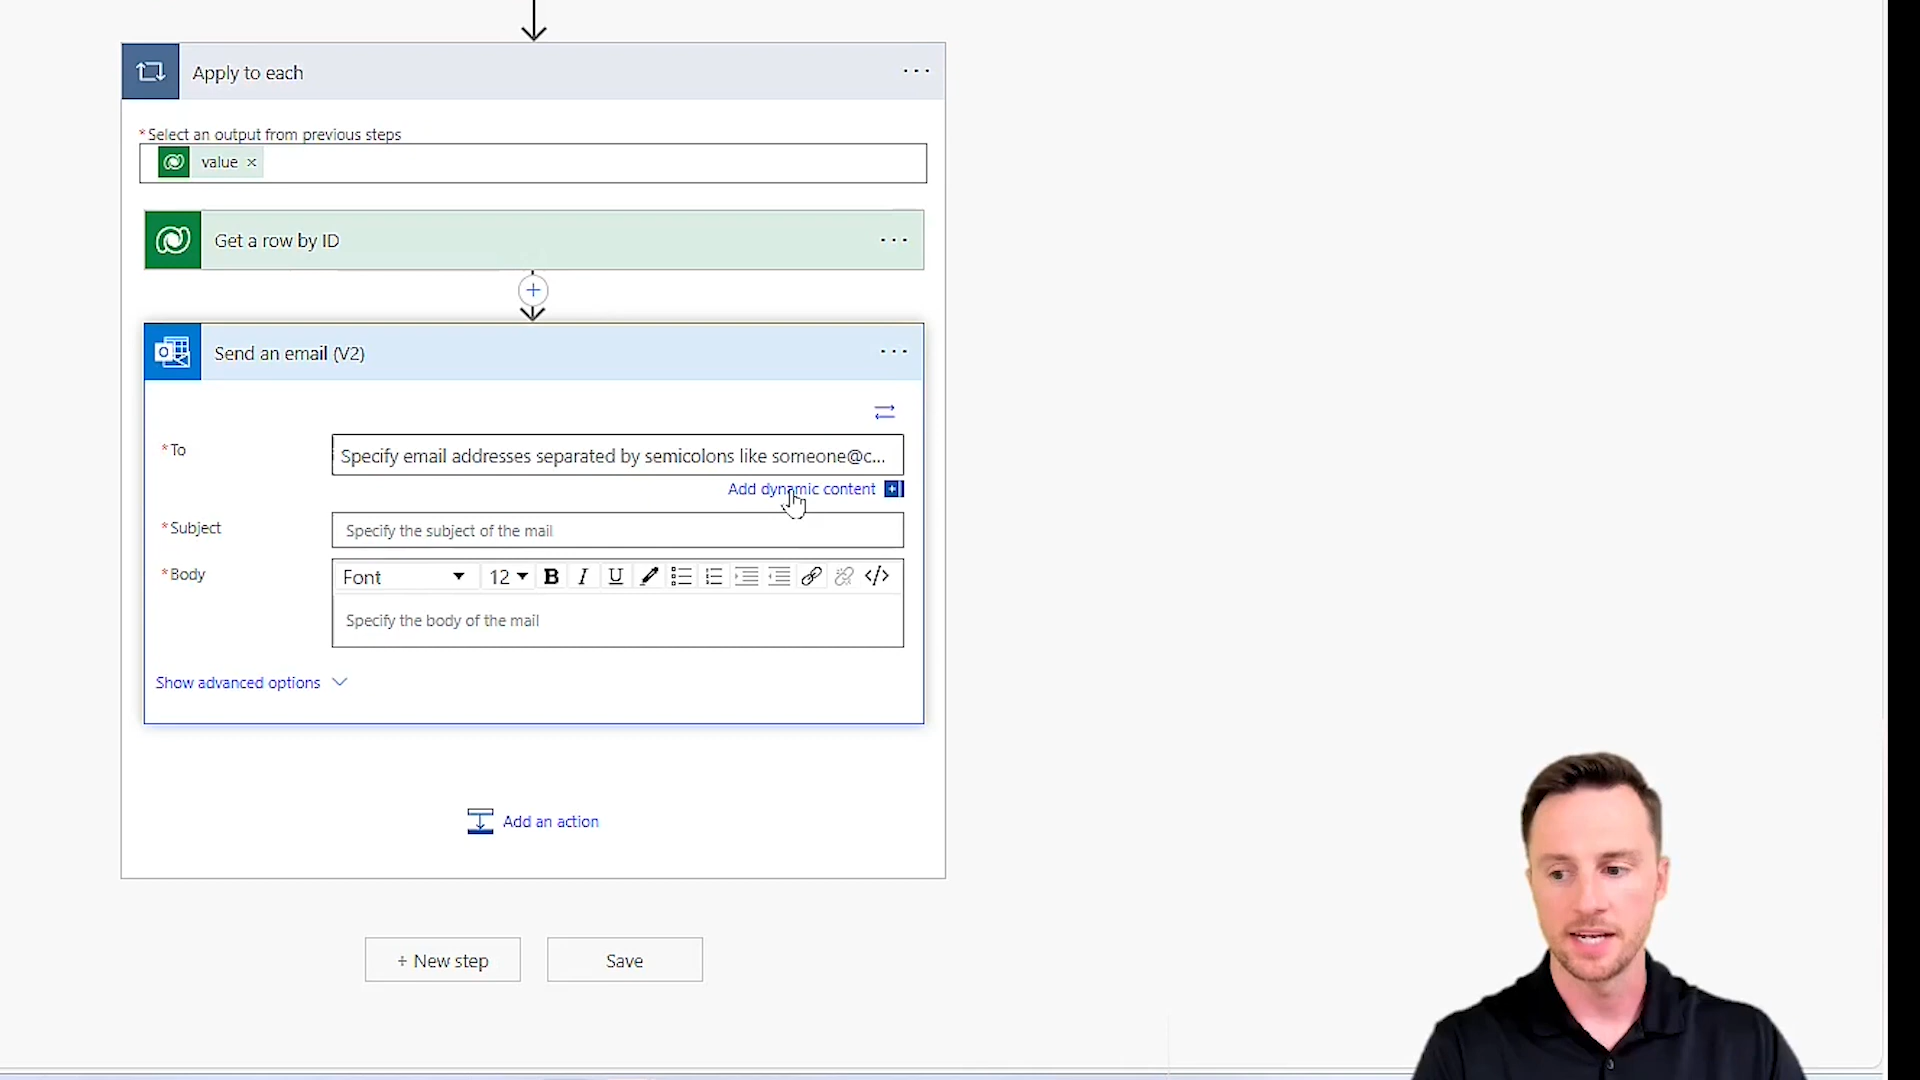 Apply to each
* Select an output from previous steps
value ×
Get a row by ID
Send an email (V2)
* To
Specify email addresses separated by semicolons like someone@c...
Add dynamic content
* Subject
Specify the subject of the mail
* Body
Font 12 B I U </>
Specify the body of the mail
Show advanced options
Add an action
+ New step Save